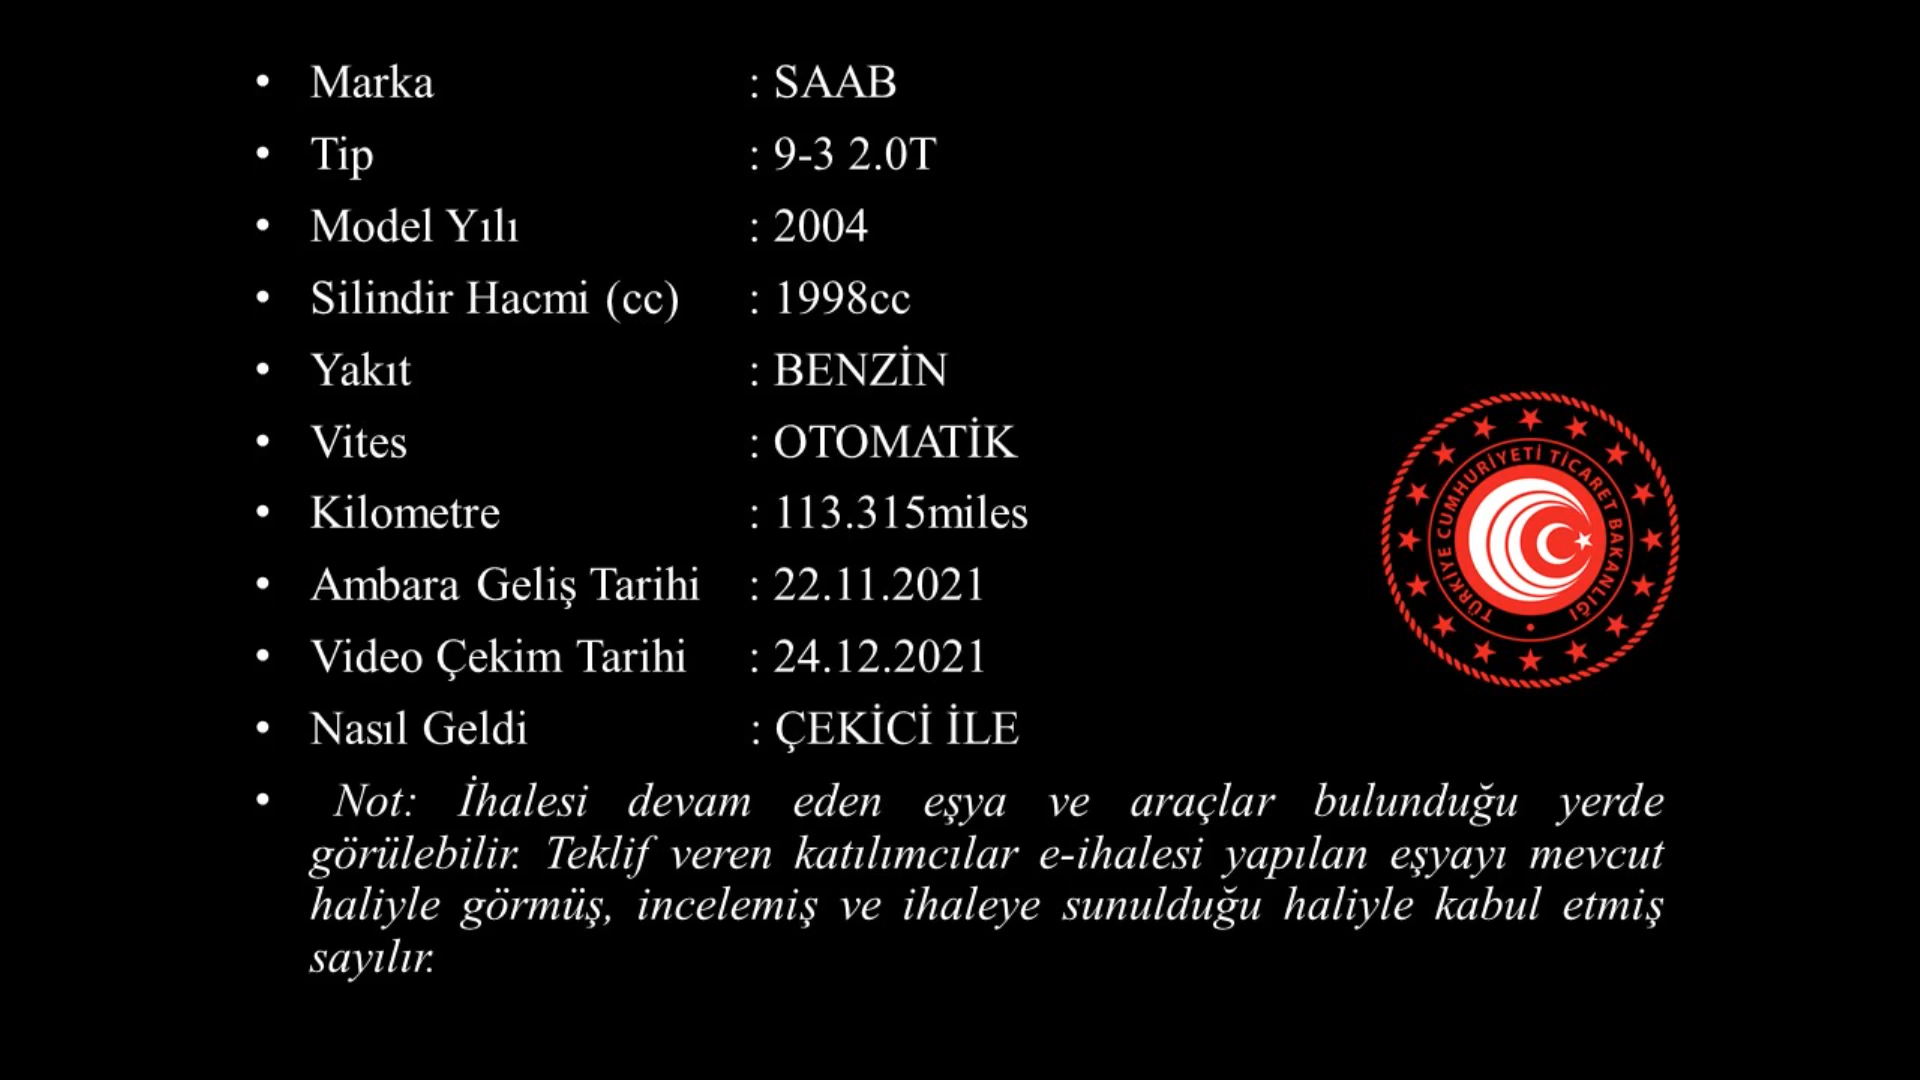 • Marka : SAAB
• Tip : 9-3 2.0T
• Model Yılı : 2004
• Silindir Hacmi (cc) : 1998cc
• Yakıt : BENZİN
• Vites : OTOMATİK
• Kilometre : 113.315miles
• Ambara Geliş Tarihi : 22.11.2021
• Video Çekim Tarihi : 24.12.2021
• Nasıl Geldi : ÇEKİCİ İLE
• Not: İhalesi devam eden eşya ve araçlar bulunduğu yerde
görülebilir. Teklif veren katılımcılar e-ihalesi yapılan eşyayı mevcut
haliyle görmüş, incelemiş ve ihaleye sunulduğu haliyle kabul etmiş
sayılır.
TÜRKİYE CUMHURİYETİ TİCARET BAKANLIĞI